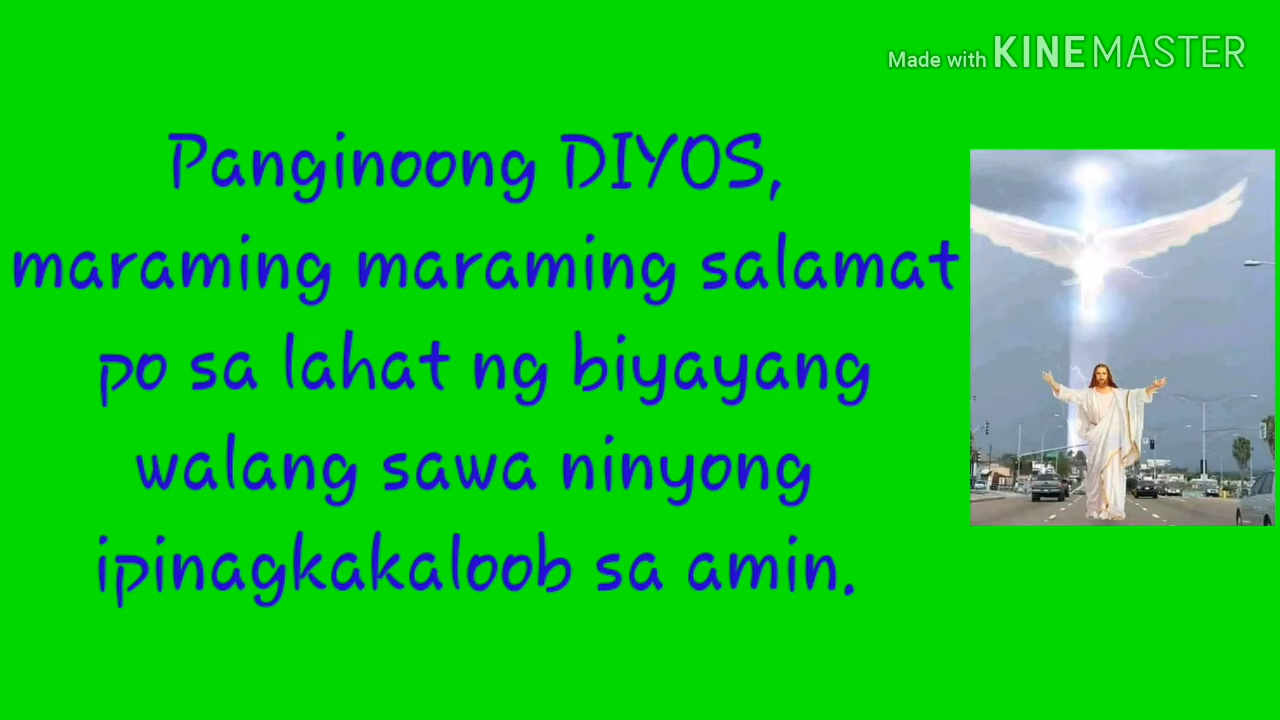 Made with KINEMASTER
Panginoong DIYOS,
maraming maraming salamat
po sa lahat ng biyayang
walang sawa ninyong
ipinagkakaloob sa amin.